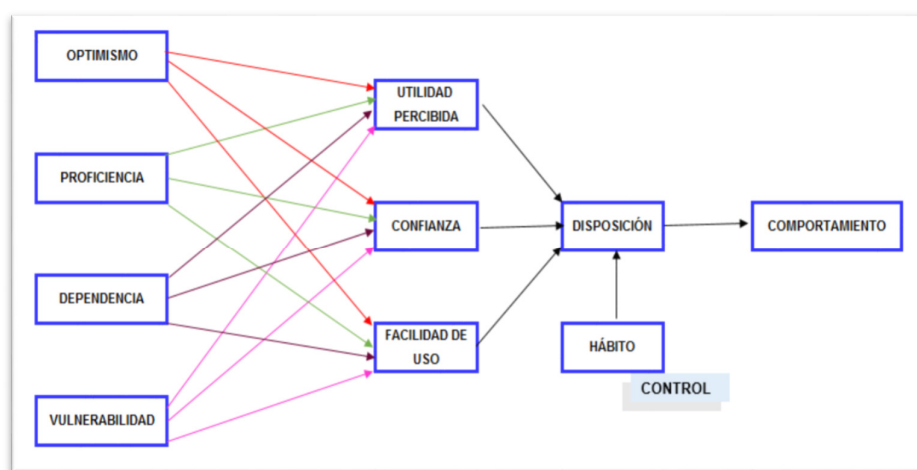 OPTIMISMO
PROFICIENCIA
DEPENDENCIA
VULNERABILIDAD
UTILIDAD
PERCIBIDA
CONFIANZA
FACILIDAD DE
USO
DISPOSICIÓN
HÁBITO
CONTROL
COMPORTAMIENTO